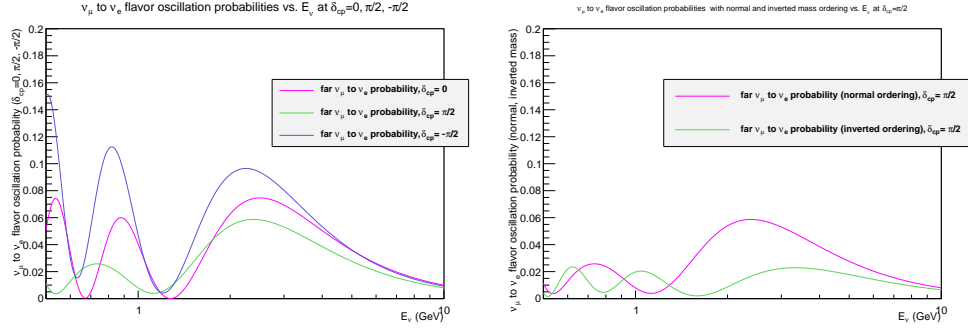 ν_μ to ν_e flavor oscillation probabilities vs. E_ν at δ_cp=0, π/2, -π/2
ν_μ to ν_e flavor oscillation probability (δ_cp=0, π/2, -π/2)
0.2
0.18
0.16
0.14
0.12
0.1
0.08
0.06
0.04
0.02
0
far ν_μ to ν_e probability, δ_cp= 0
far ν_μ to ν_e probability, δ_cp= π/2
far ν_μ to ν_e probability, δ_cp= -π/2
1
10
E_ν (GeV)
ν_μ to ν_e flavor oscillation probabilities with normal and inverted mass ordering vs. E_ν at δ_cp=π/2
ν_μ to ν_e flavor oscillation probability (normal, inverted mass)
0.2
0.18
0.16
0.14
0.12
0.1
0.08
0.06
0.04
0.02
0
far ν_μ to ν_e probability (normal ordering), δ_cp= π/2
far ν_μ to ν_e probability (inverted ordering), δ_cp= π/2
1
10
E_ν (GeV)